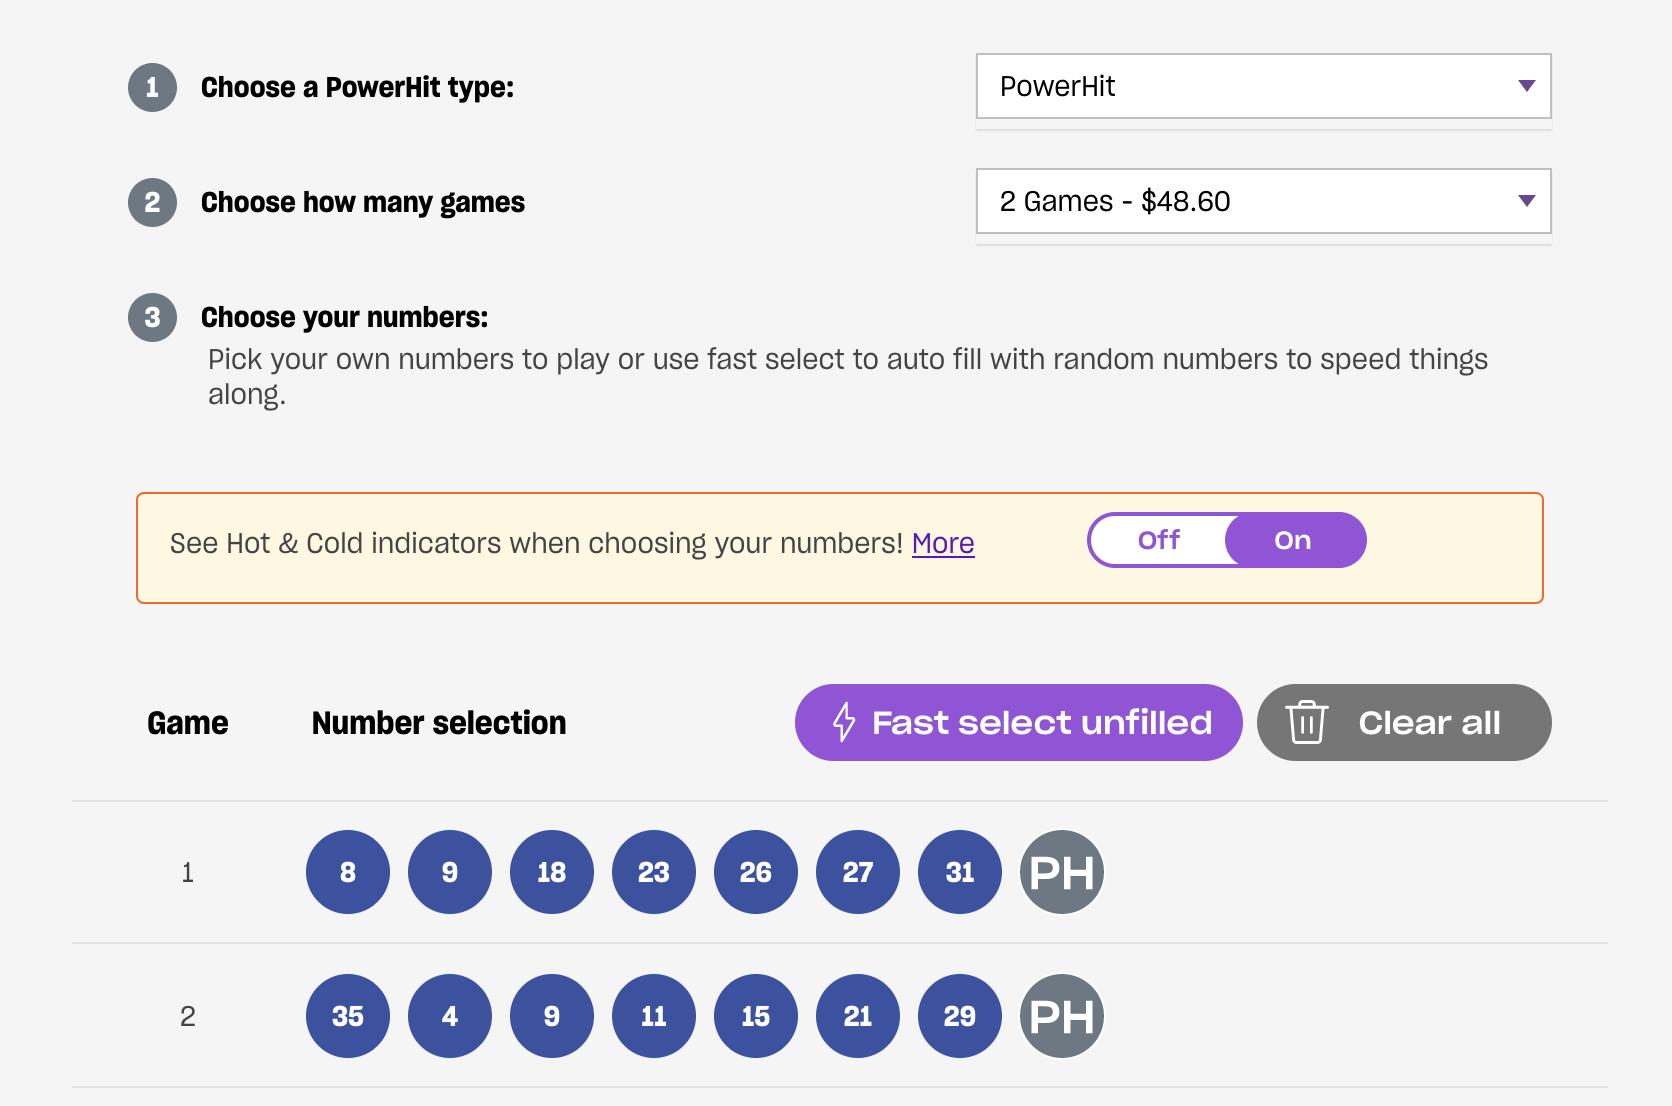 1 Choose a PowerHit type: PowerHit
2 Choose how many games 2 Games - $48.60
3 Choose your numbers:
Pick your own numbers to play or use fast select to auto fill with random numbers to speed things
along.
See Hot & Cold indicators when choosing your numbers! More Off On
Game Number selection Fast select unfilled Clear all
1 8 9 18 23 26 27 31 PH
2 35 4 9 11 15 21 29 PH